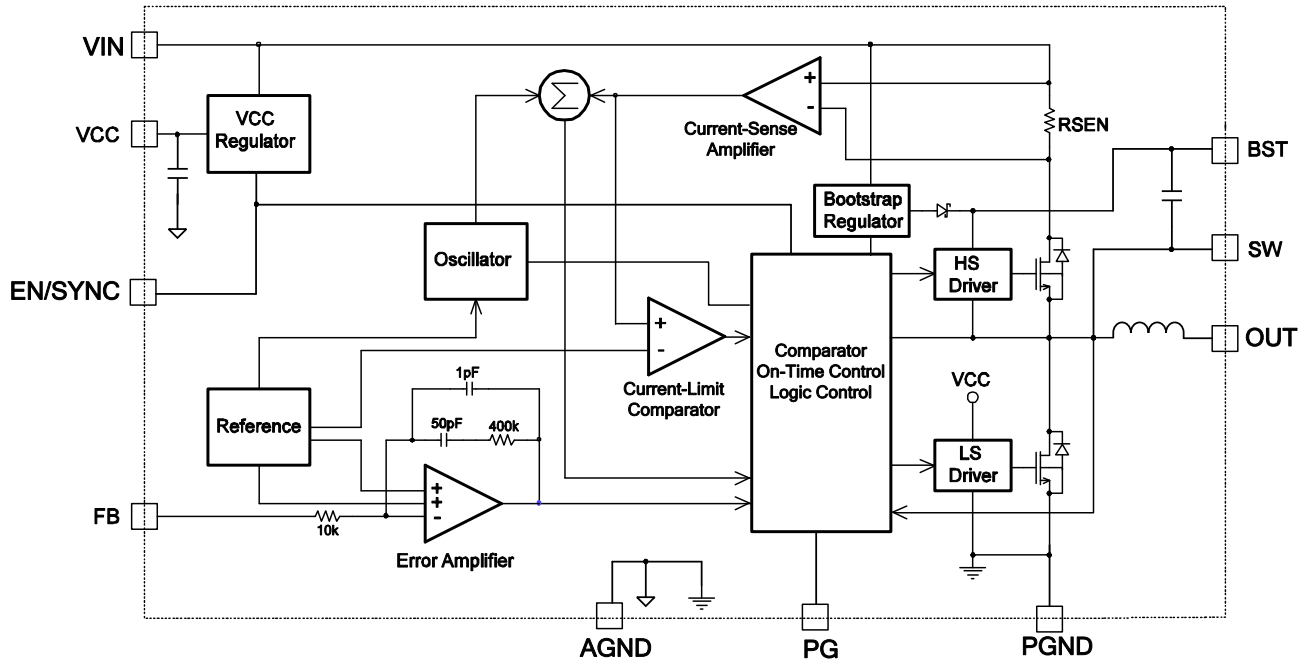 VIN
VCC
Regulator
VCC
Σ
+
-
Current-Sense
Amplifier
RSEN
BST
Bootstrap
Regulator
Oscillator
HS
Driver
SW
EN/SYNC
+
-
Current-Limit
Comparator
Comparator
On-Time Control
Logic Control
OUT
1pF
50pF
400k
VCC
Reference
LS
Driver
+
+
-
FB
10k
Error Amplifier
AGND
PG
PGND